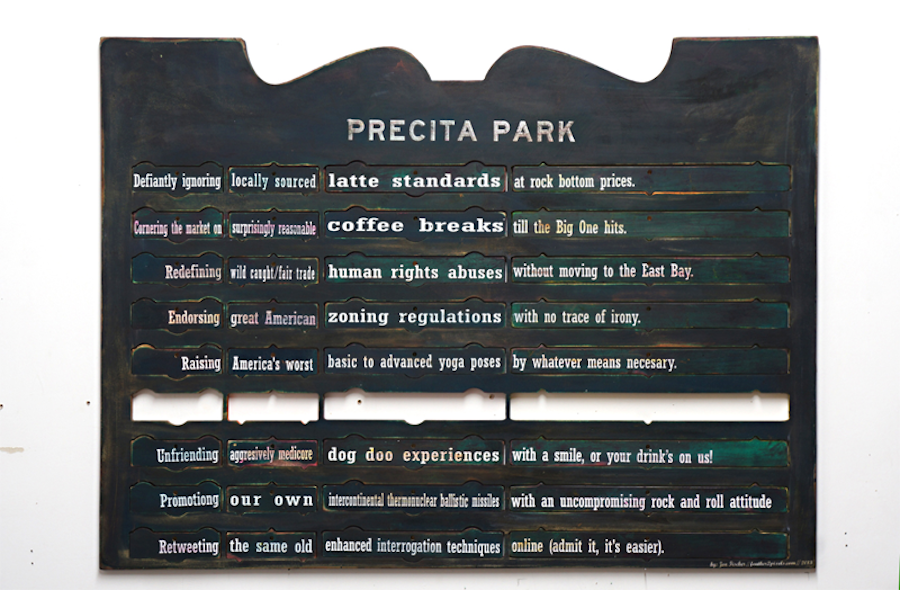 PRECITA PARK
Defiantly ignoring locally sourced latte standards at rock bottom prices.
Cornering the market on surprisingly reasonable coffee breaks till the Big One hits.
Redefining wild caught/fair trade human rights abuses without moving to the East Bay.
Endorsing great American zoning regulations with no trace of irony.
Raising America's worst basic to advanced yoga poses by whatever means necesary.
Unfriending aggresively medicore dog doo experiences with a smile, or your drink's on us!
Promotiong our own intercontinental thermonuclear ballistic missiles with an uncompromising rock and roll attitude
Retweeting the same old enhanced interrogation techniques online (admit it, it's easier).
by: